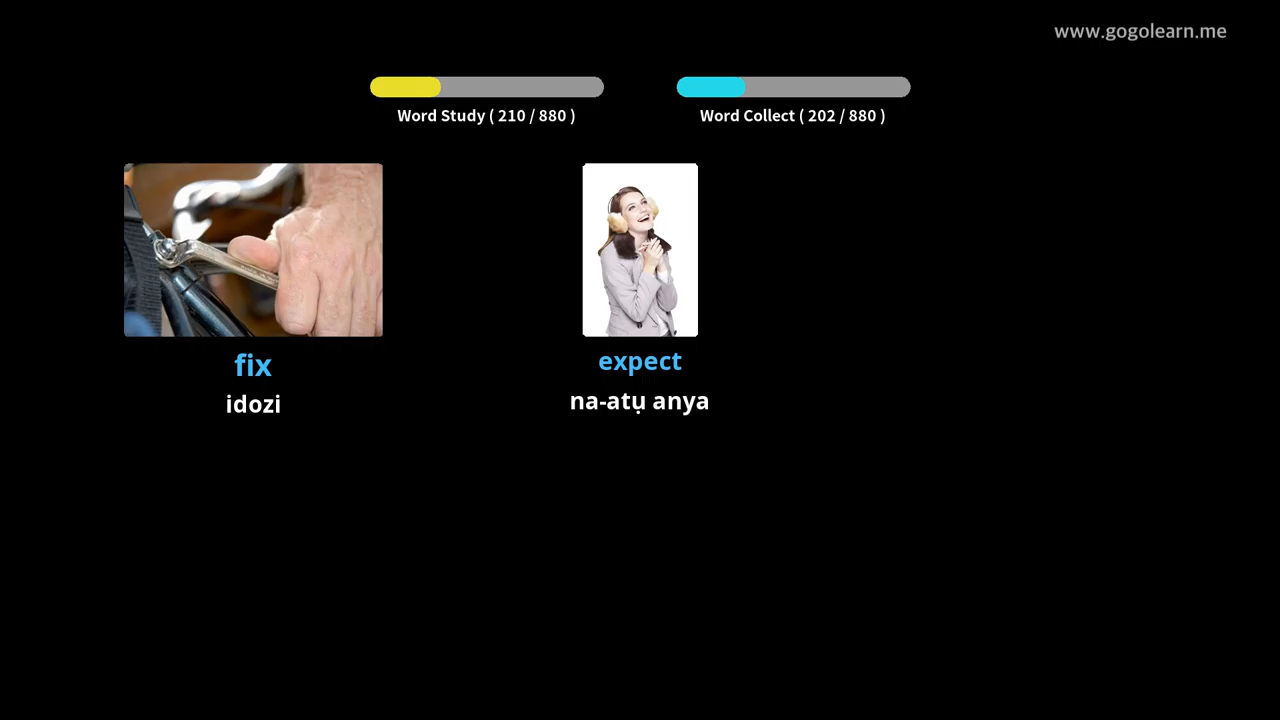 www.gogolearn.me
Word Study ( 210 / 880 )
Word Collect ( 202 / 880 )
fix
idozi
expect
na-atụ anya